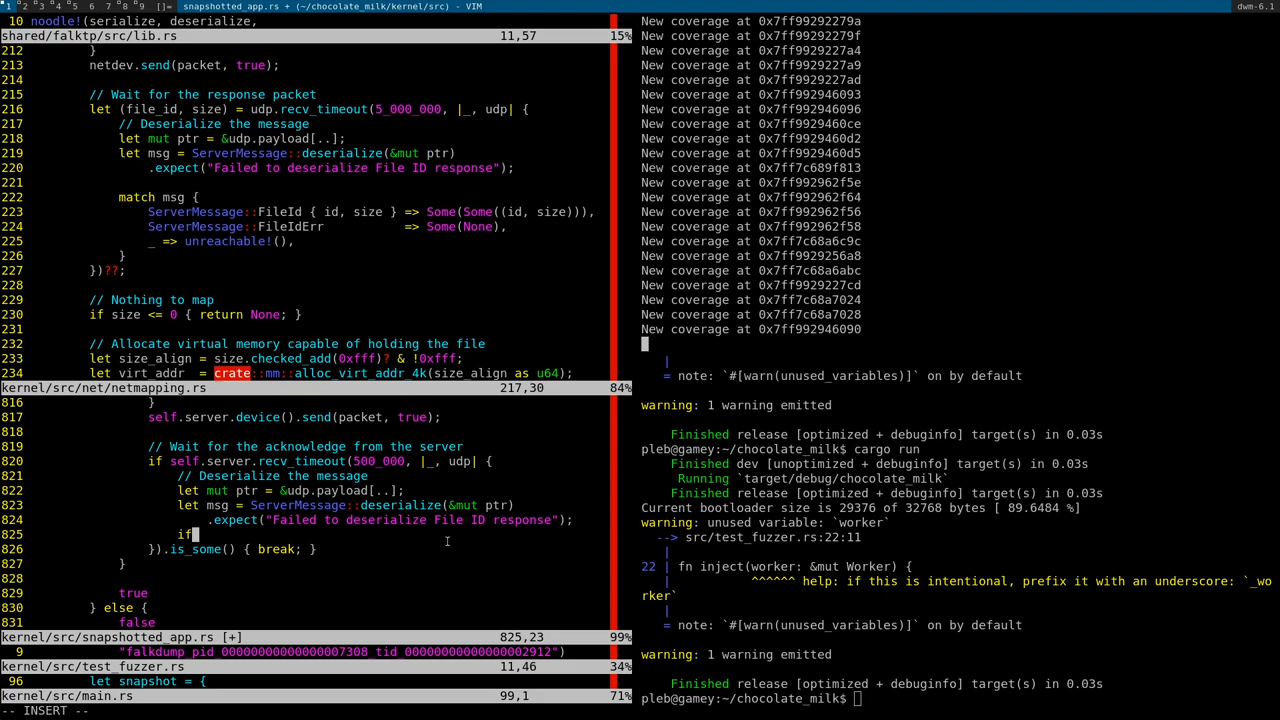 1 2 3 4 5 6 7 8 9 []= snapshotted_app.rs + (~/chocolate_milk/kernel/src) - VIM dwm-6.1
10 noodle!(serialize, deserialize,
shared/falktp/src/lib.rs 11,57 15%
212 }
213 netdev.send(packet, true);
214
215 // Wait for the response packet
216 let (file_id, size) = udp.recv_timeout(5_000_000, |_, udp| {
217 // Deserialize the message
218 let mut ptr = &udp.payload[..];
219 let msg = ServerMessage::deserialize(&mut ptr)
220 .expect("Failed to deserialize File ID response");
221
222 match msg {
223 ServerMessage::FileId { id, size } => Some(Some((id, size))),
224 ServerMessage::FileIdErr => Some(None),
225 _ => unreachable!(),
226 }
227 })??;
228
229 // Nothing to map
230 if size <= 0 { return None; }
231
232 // Allocate virtual memory capable of holding the file
233 let size_align = size.checked_add(0xfff)? & !0xfff;
234 let virt_addr = crate::mm::alloc_virt_addr_4k(size_align as u64);
kernel/src/net/netmapping.rs 217,30 84%
816 }
817 self.server.device().send(packet, true);
818
819 // Wait for the acknowledge from the server
820 if self.server.recv_timeout(500_000, |_, udp| {
821 // Deserialize the message
822 let mut ptr = &udp.payload[..];
823 let msg = ServerMessage::deserialize(&mut ptr)
824 .expect("Failed to deserialize File ID response");
825 if
826 }).is_some() { break; }
827 }
828
829 true
830 } else {
831 false
kernel/src/snapshotted_app.rs [+] 825,23 99%
9 "falkdump_pid_00000000000000007308_tid_00000000000000002912")
kernel/src/test_fuzzer.rs 11,46 34%
96 let snapshot = {
kernel/src/main.rs 99,1 71%
-- INSERT --
New coverage at 0x7ff99292279a
New coverage at 0x7ff99292279f
New coverage at 0x7ff9929227a4
New coverage at 0x7ff9929227a9
New coverage at 0x7ff9929227ad
New coverage at 0x7ff992946093
New coverage at 0x7ff992946096
New coverage at 0x7ff9929460ce
New coverage at 0x7ff9929460d2
New coverage at 0x7ff9929460d5
New coverage at 0x7ff7c689f813
New coverage at 0x7ff992962f5e
New coverage at 0x7ff992962f64
New coverage at 0x7ff992962f56
New coverage at 0x7ff992962f58
New coverage at 0x7ff7c68a6c9c
New coverage at 0x7ff9929256a8
New coverage at 0x7ff7c68a6abc
New coverage at 0x7ff9929227cd
New coverage at 0x7ff7c68a7024
New coverage at 0x7ff7c68a7028
New coverage at 0x7ff992946090
|
= note: `#[warn(unused_variables)]` on by default
warning: 1 warning emitted
Finished release [optimized + debuginfo] target(s) in 0.03s
pleb@gamey:~/chocolate_milk$ cargo run
Finished dev [unoptimized + debuginfo] target(s) in 0.03s
Running `target/debug/chocolate_milk`
Finished release [optimized + debuginfo] target(s) in 0.03s
Current bootloader size is 29376 of 32768 bytes [ 89.6484 %]
warning: unused variable: `worker`
--> src/test_fuzzer.rs:22:11
|
22 | fn inject(worker: &mut Worker) {
| ^^^^^^ help: if this is intentional, prefix it with an underscore: `_wo
rker`
|
= note: `#[warn(unused_variables)]` on by default
warning: 1 warning emitted
Finished release [optimized + debuginfo] target(s) in 0.03s
pleb@gamey:~/chocolate_milk$